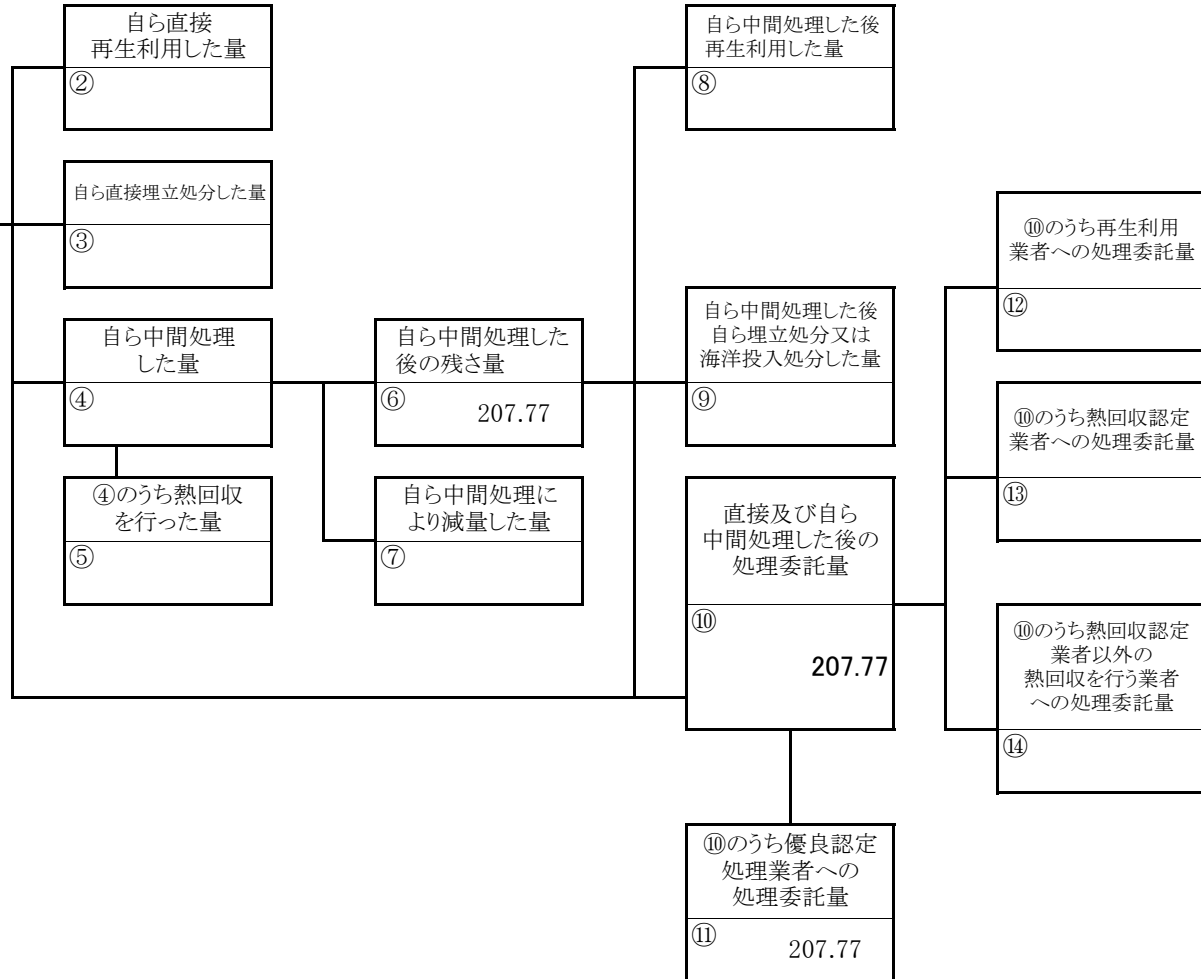 自ら直接
再生利用した量
②
自ら直接埋立処分した量
③
自ら中間処理
した量
④
④のうち熱回収
を行った量
⑤
自ら中間処理した
後の残さ量
⑥
207.77
自ら中間処理に
より減量した量
⑦
自ら中間処理した後
再生利用した量
⑧
自ら中間処理した後
自ら埋立処分又は
海洋投入処分した量
⑨
直接及び自ら
中間処理した後の
処理委託量
⑩
207.77
⑩のうち優良認定
処理業者への
処理委託量
⑪
207.77
⑩のうち再生利用
業者への処理委託量
⑫
⑩のうち熱回収認定
業者への処理委託量
⑬
⑩のうち熱回収認定
業者以外の
熱回収を行う業者
への処理委託量
⑭